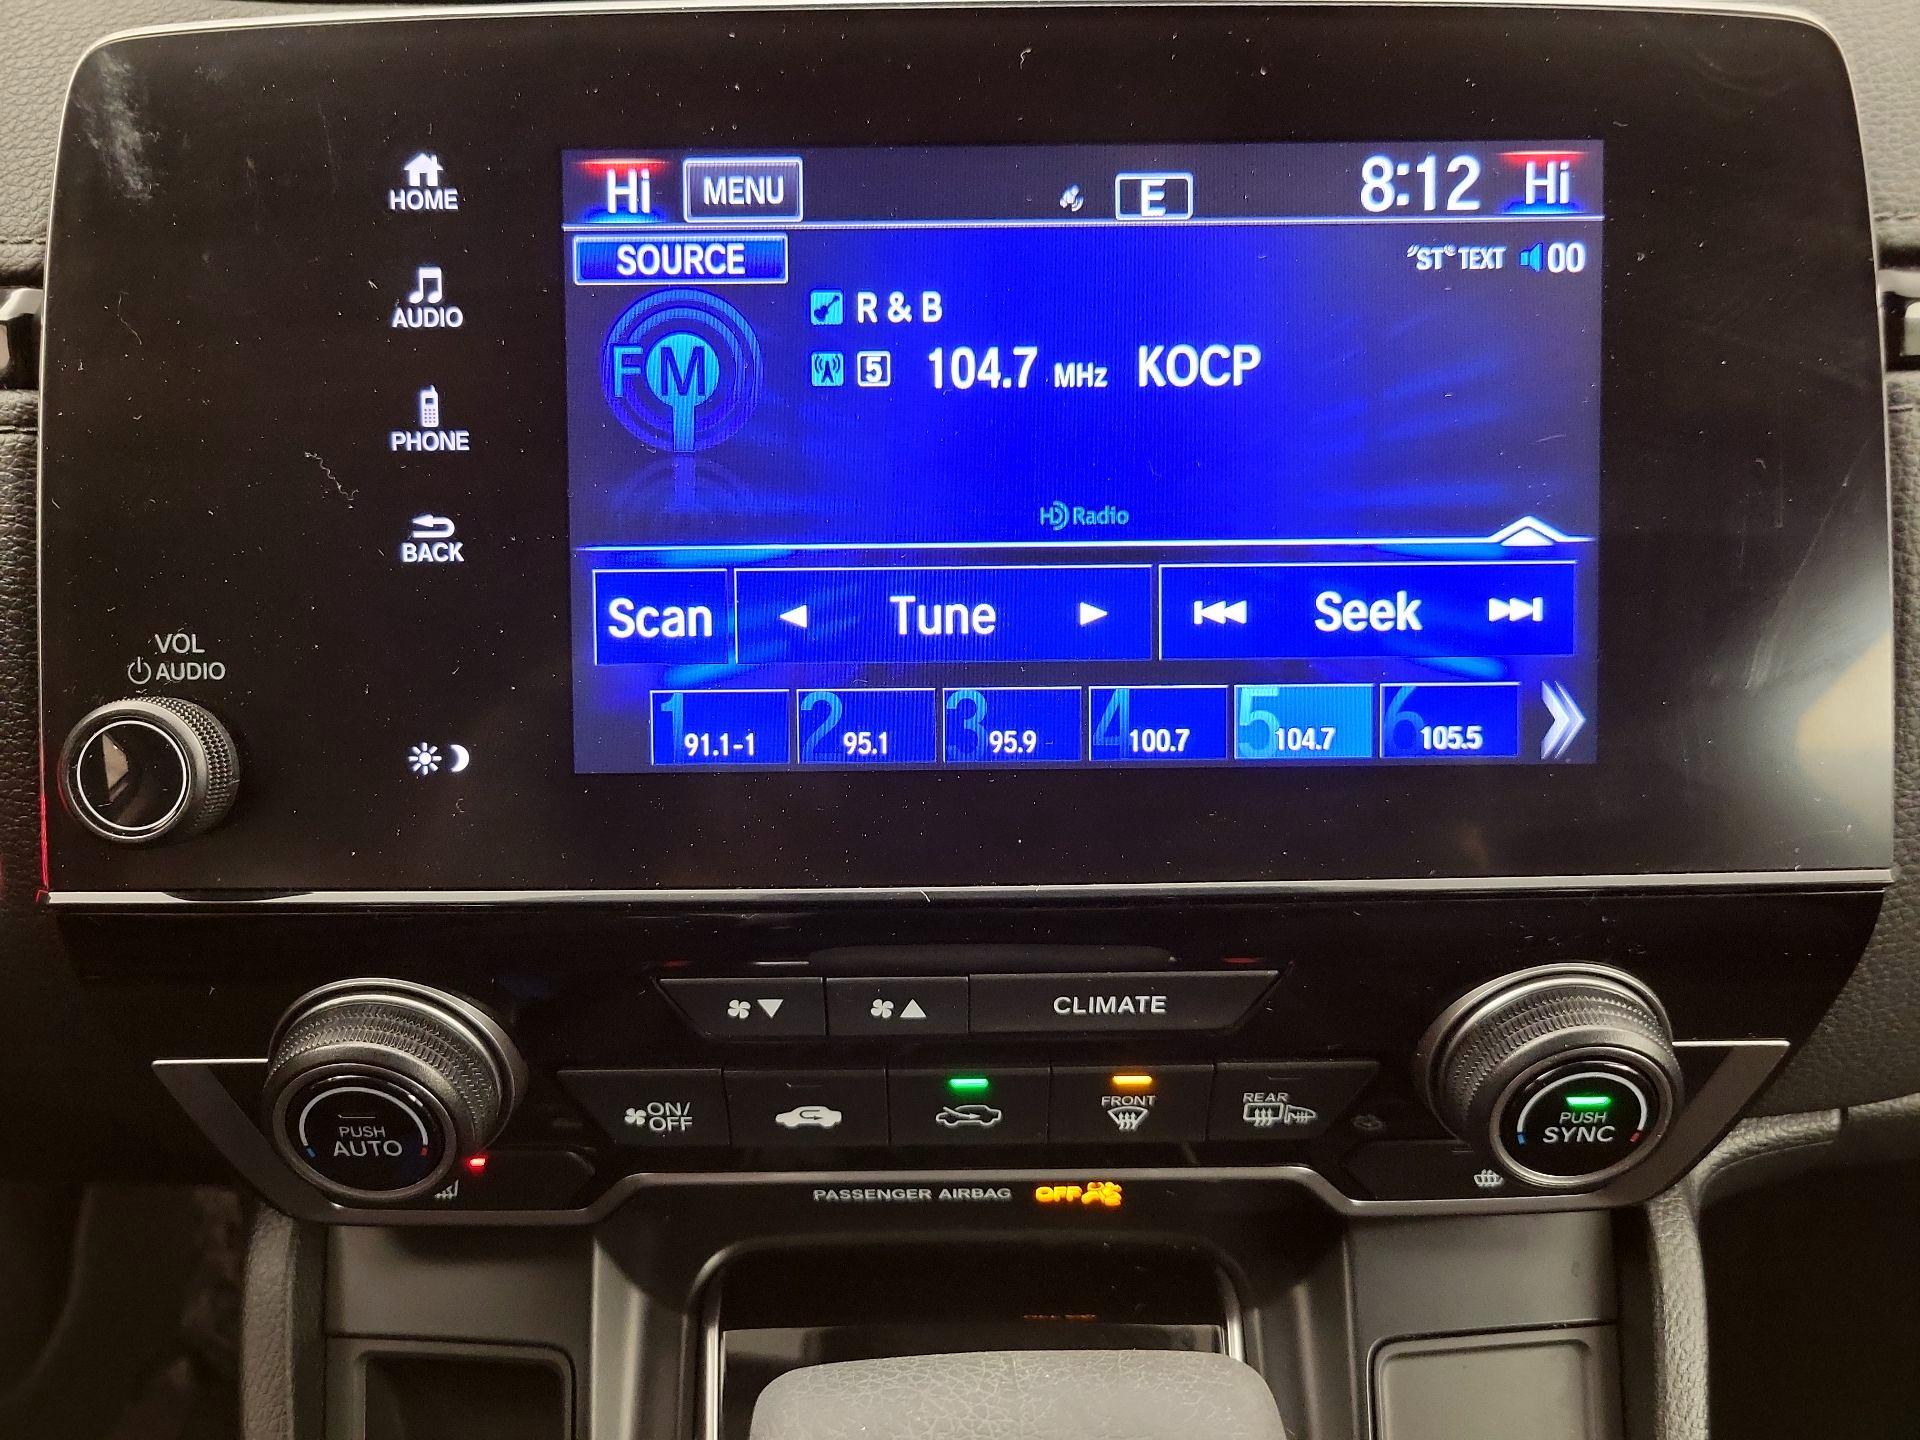 HOME
AUDIO
PHONE
BACK
VOL
AUDIO
Hi MENU E 8:12 Hi
SOURCE "ST" TEXT 00
FM
R & B
5 104.7 MHz KOCP
HD Radio
Scan Tune Seek
1 91.1-1 2 95.1 3 95.9 4 100.7 5 104.7 6 105.5
CLIMATE
ON/
OFF
FRONT
REAR
PUSH
AUTO
PUSH
SYNC
PASSENGER AIRBAG OFF